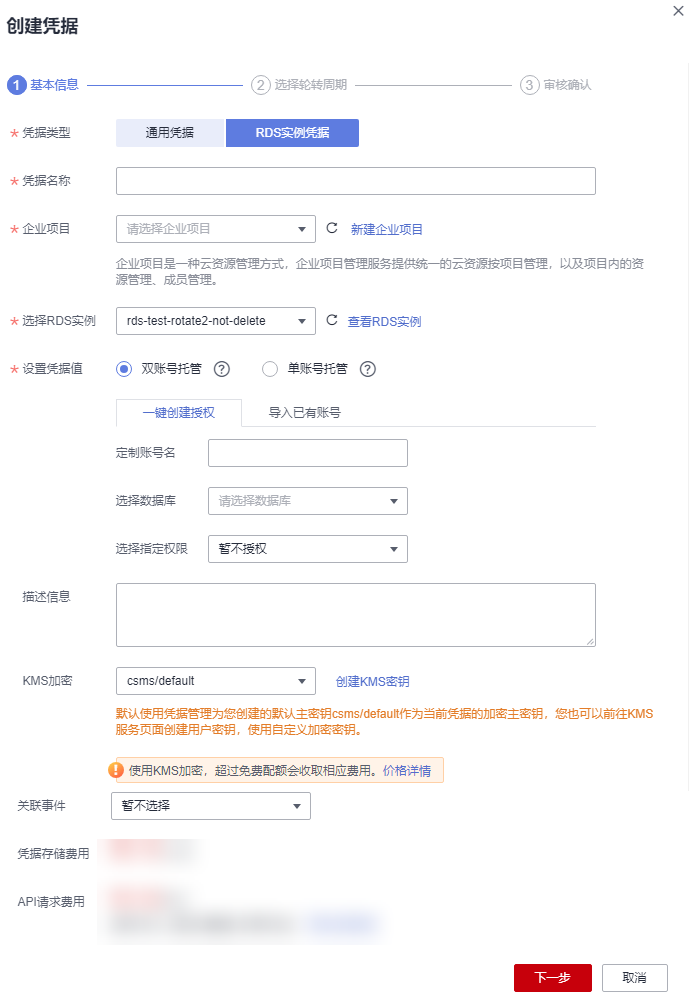 创建凭据
1 基本信息 2 选择轮转周期 3 审核确认
* 凭据类型 通用凭据 RDS实例凭据
* 凭据名称
* 企业项目 请选择企业项目 新建企业项目
企业项目是一种云资源管理方式，企业项目管理服务提供统一的云资源按项目管理，以及项目内的资
源管理、成员管理。
* 选择RDS实例 rds-test-rotate2-not-delete 查看RDS实例
* 设置凭据值 双账号托管 ? 单账号托管 ?
一键创建授权 导入已有账号
定制账号名
选择数据库 请选择数据库
选择指定权限 暂不授权
描述信息
KMS加密 csms/default 创建KMS密钥
默认使用凭据管理为您创建的默认主密钥csms/default作为当前凭据的加密主密钥，您也可以前往KMS
服务页面创建用户密钥，使用自定义加密密钥。
! 使用KMS加密，超过免费配额会收取相应费用。价格详情
关联事件 暂不选择
凭据存储费用
API请求费用
下一步 取消